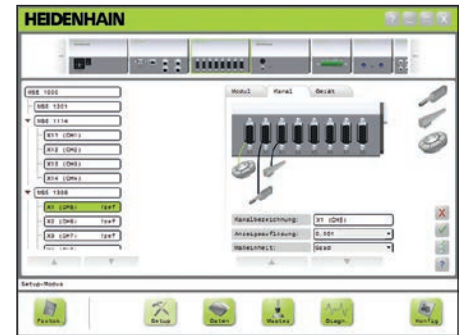 HEIDENHAIN
MSE 1000
MSE 1201
MSE 1114
X11 (CH1)
X12 (CH2)
X13 (CH3)
X14 (CH4)
X1 (CH5) 1Vpp
X2 (CH6)
X3 (CH7)
Modul Kanal Gerät
Kanalbezeichnung: X1 (CH5)
Anzeigeauflösung: 0.001
Maßeinheit: Grad
Setup-Modus
Setup
Daten
Master
Diagn.
Konfig